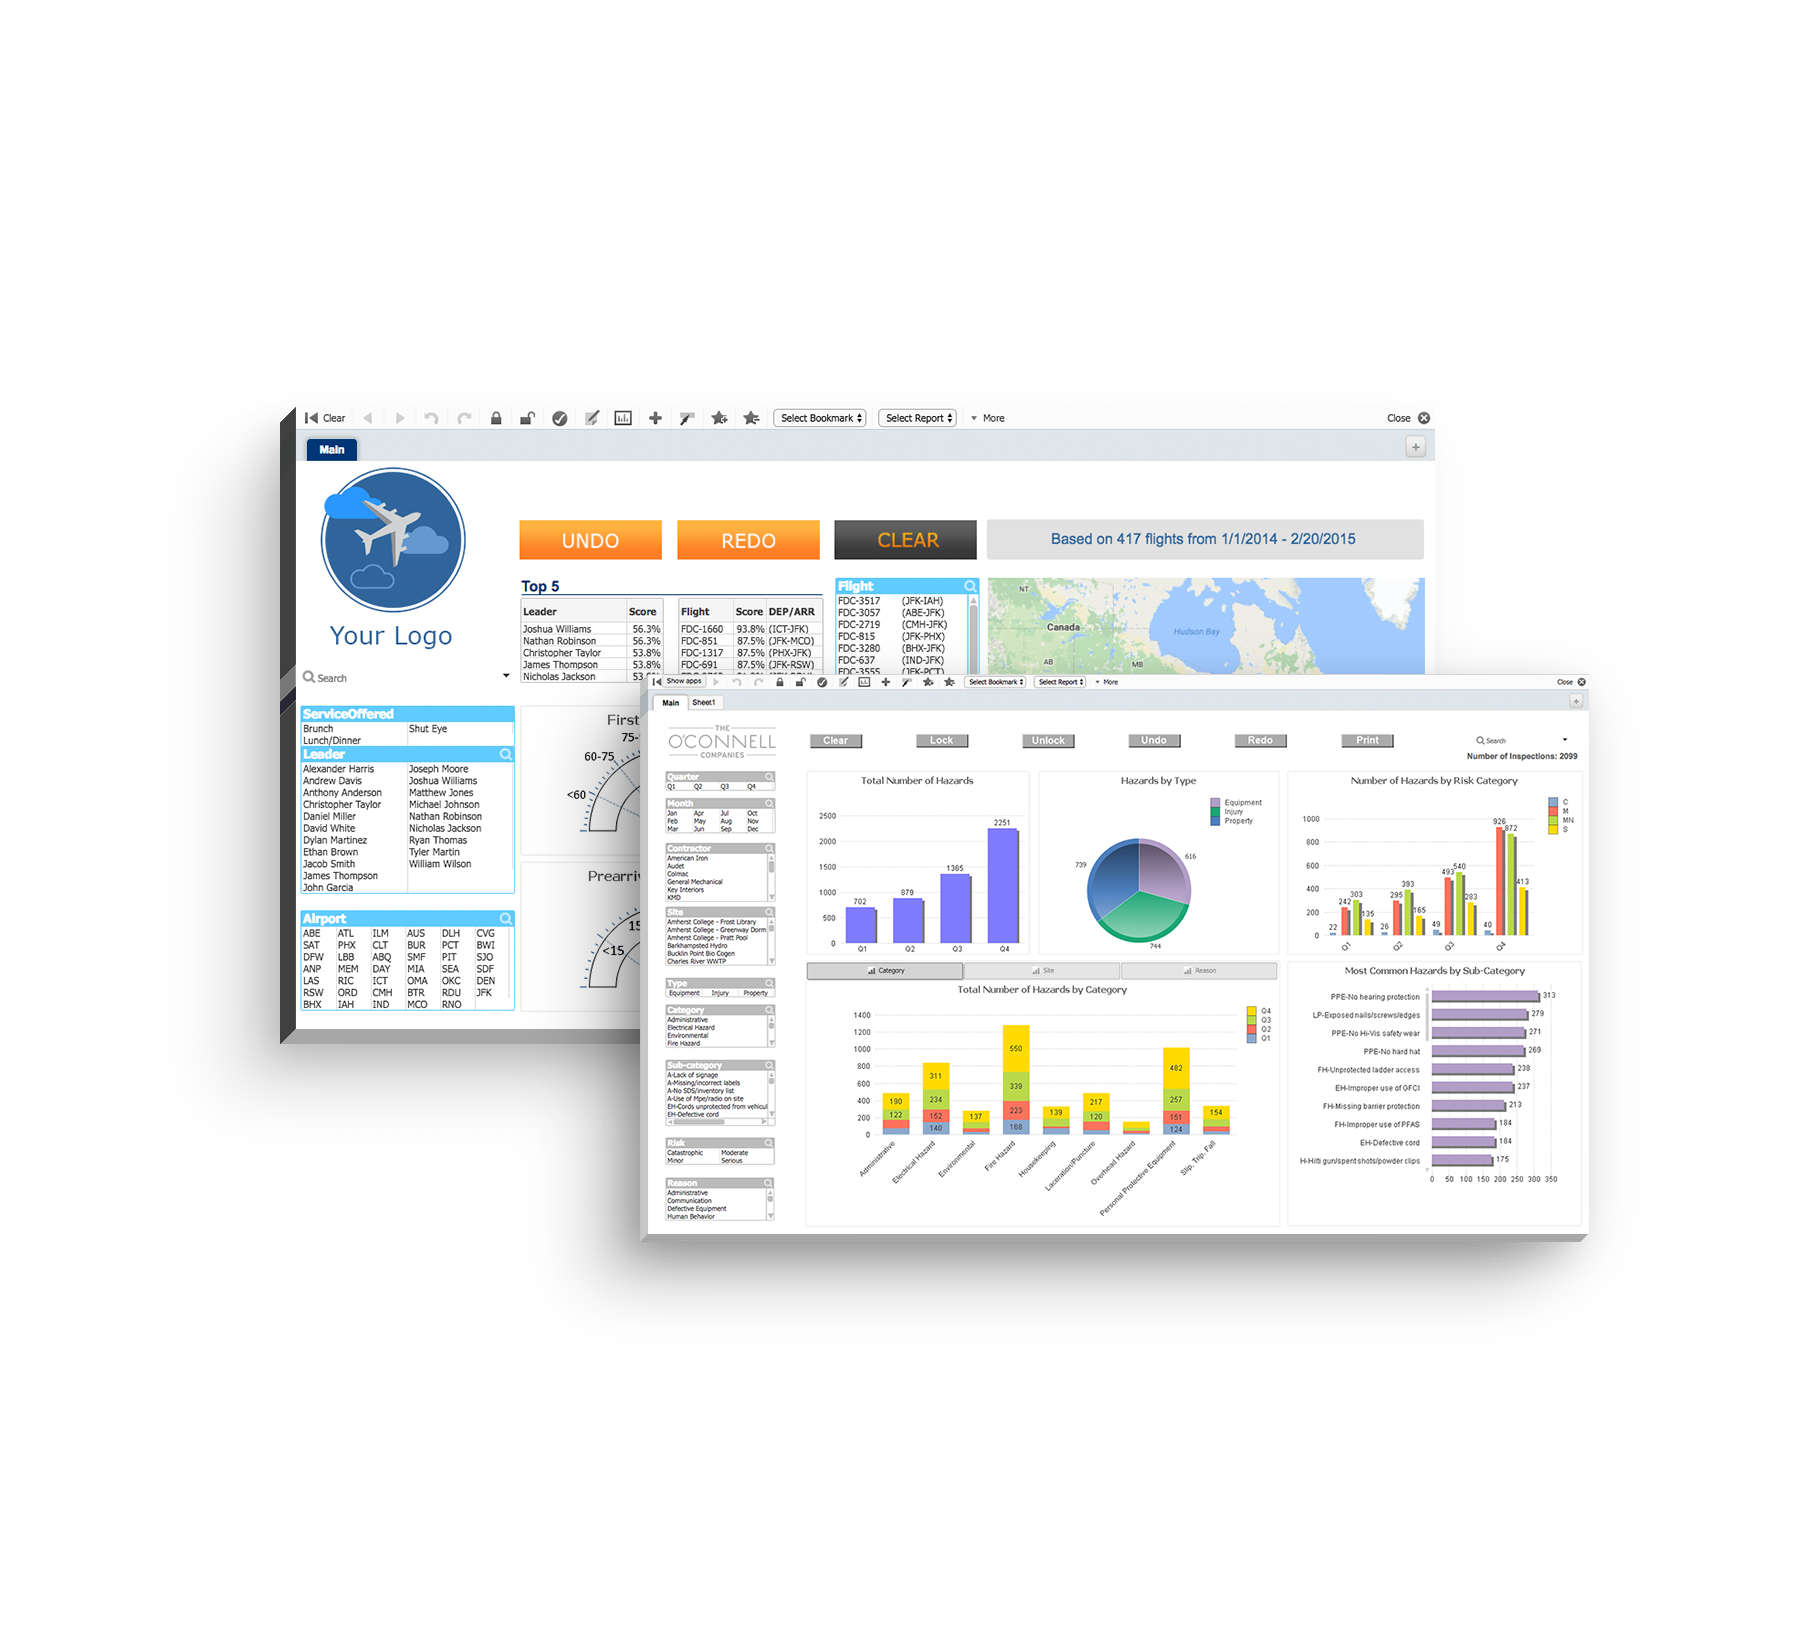 Clear
Select Bookmark
Select Report
More
Close
Main
Your Logo
UNDO
REDO
CLEAR
Based on 417 flights from 1/1/2014 - 2/20/2015
Top 5
Leader Score
Joshua Williams 56.3%
Nathan Robinson 56.3%
Christopher Taylor 53.8%
James Thompson 53.8%
Nicholas Jackson
Flight Score DEP/ARR
FDC-1660 93.8% (ICT-JFK)
FDC-851 87.5% (JFK-MCO)
FDC-1317 87.5% (PHX-JFK)
FDC-691 87.5% (JFK-RSW)
Flight
FDC-3517 (JFK-IAH)
FDC-3057 (ABE-JFK)
FDC-2719 (CMH-JFK)
FDC-815 (JFK-PHX)
FDC-3280 (BHX-JFK)
FDC-637 (IND-JFK)
FDC-3555 (JFK-PCT)
NT
Canada
Hudson Bay
AB
MB
Search
ServiceOffered
Brunch Shut Eye
Lunch/Dinner
Leader
Alexander Harris Joseph Moore
Andrew Davis Joshua Williams
Anthony Anderson Matthew Jones
Christopher Taylor Michael Johnson
Daniel Miller Nathan Robinson
David White Nicholas Jackson
Dylan Martinez Ryan Thomas
Ethan Brown Tyler Martin
Jacob Smith William Wilson
James Thompson
John Garcia
Airport
ABE ATL ILM AUS DLH CVG
SAT PHX CLT BUR PCT BWI
DFW LBB ABQ SMF PIT SJO
ANP MEM DAY MIA SEA SDF
LAS RIC ICT OMA OKC DEN
RSW ORD CMH BTR RDU JFK
BHX IAH IND MCO RNO
First
75-
60-75
<60
Prearriv
15
<15
Show apps
Select Bookmark
Select Report
More
Close
Main
Sheet1
THE
O'CONNELL
COMPANIES
Clear
Lock
Unlock
Undo
Redo
Print
Search
Number of Inspections: 2099
Quarter
Q1 Q2 Q3 Q4
Month
Jan Apr Jul Oct
Feb May Aug Nov
Mar Jun Sep Dec
Contractor
American Iron
Audet
Colmac
General Mechanical
Key Interiors
KMD
Site
Amherst College - Frost Library
Amherst College - Greenway Dorm
Amherst College - Pratt Pool
Barkhampsted Hydro
Bucklin Point Bio Cogen
Charles River WWTP
Type
Equipment Injury Property
Category
Administrative
Electrical Hazard
Environmental
Fire Hazard
Sub-category
A-Lack of signage
A-Missing/incorrect labels
A-No SDS/inventory list
A-Use of Mpe/radio on site
EH-Cords unprotected from vehicul
EH-Defective cord
Risk
Catastrophic Moderate
Minor Serious
Reason
Administrative
Communication
Defective Equipment
Human Behavior
Total Number of Hazards
2500
2000
1500
1000
500
0
702
879
1365
2251
Q1 Q2 Q3 Q4
Hazards by Type
Equipment
Injury
Property
739
616
744
Number of Hazards by Risk Category
C
M
MN
S
1000
800
600
400
200
0
22 242 303 135
26 295 393 165
49 493 540 283
40 926 872 413
Q1 Q2 Q3 Q4
Category
Site
Reason
Total Number of Hazards by Category
Q4
Q3
Q2
Q1
1400
1200
1000
800
600
400
200
0
190
122
311
234
152
140
137
550
339
223
168
139
217
120
482
257
151
124
154
Administrative
Electrical Hazard
Environmental
Fire Hazard
Housekeeping
Laceration/Puncture
Overhead Hazard
Personal Protective Equipment
Slip, Trip, Fall
Most Common Hazards by Sub-Category
PPE-No hearing protection 313
LP-Exposed nails/screws/edges 279
PPE-No Hi-Vis safety wear 271
PPE-No hard hat 269
FH-Unprotected ladder access 238
EH-Improper use of GFCI 237
FH-Missing barrier protection 213
FH-Improper use of PFAS 184
EH-Defective cord 184
H-Hilti gun/spent shots/powder clips 175
0 50 100 150 200 250 300 350